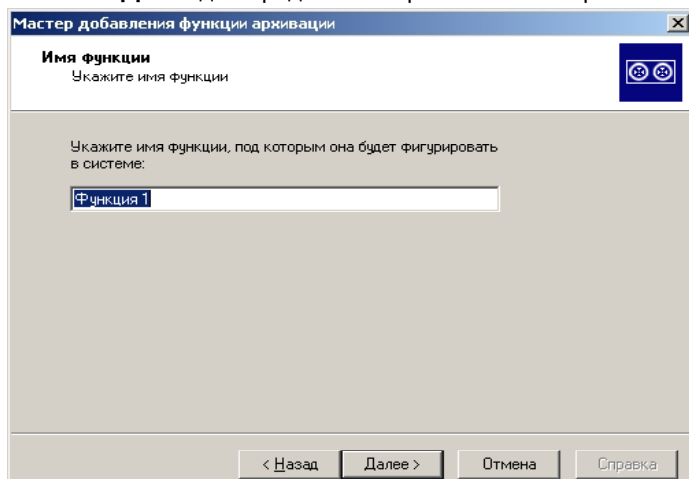 Мастер добавления функции архивации
Имя функции
Укажите имя функции
Укажите имя функции, под которым она будет фигурировать
в системе:
Функция 1
< Назад
Далее >
Отмена
Справка